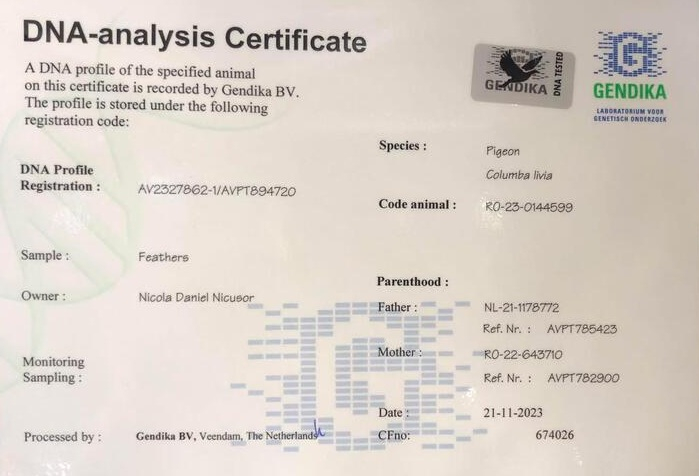 DNA-analysis Certificate
A DNA profile of the specified animal
on this certificate is recorded by Gendika BV.
The profile is stored under the following
registration code:
GENDIKA
DNA TESTED
GENDIKA
LABORATORIUM VOOR
GENETISCH ONDERZOEK
DNA Profile
Registration : AV2327862-1/AVPT894720
Species : Pigeon
Columba livia
Code animal : RO-23-0144599
Sample : Feathers
Owner : Nicola Daniel Nicusor
Parenthood :
Father : NL-21-1178772
Ref. Nr. : AVPT785423
Mother : RO-22-643710
Ref. Nr. : AVPT782900
Monitoring
Sampling :
Date : 21-11-2023
Processed by : Gendika BV, Veendam, The Netherlands
CFno: 674026